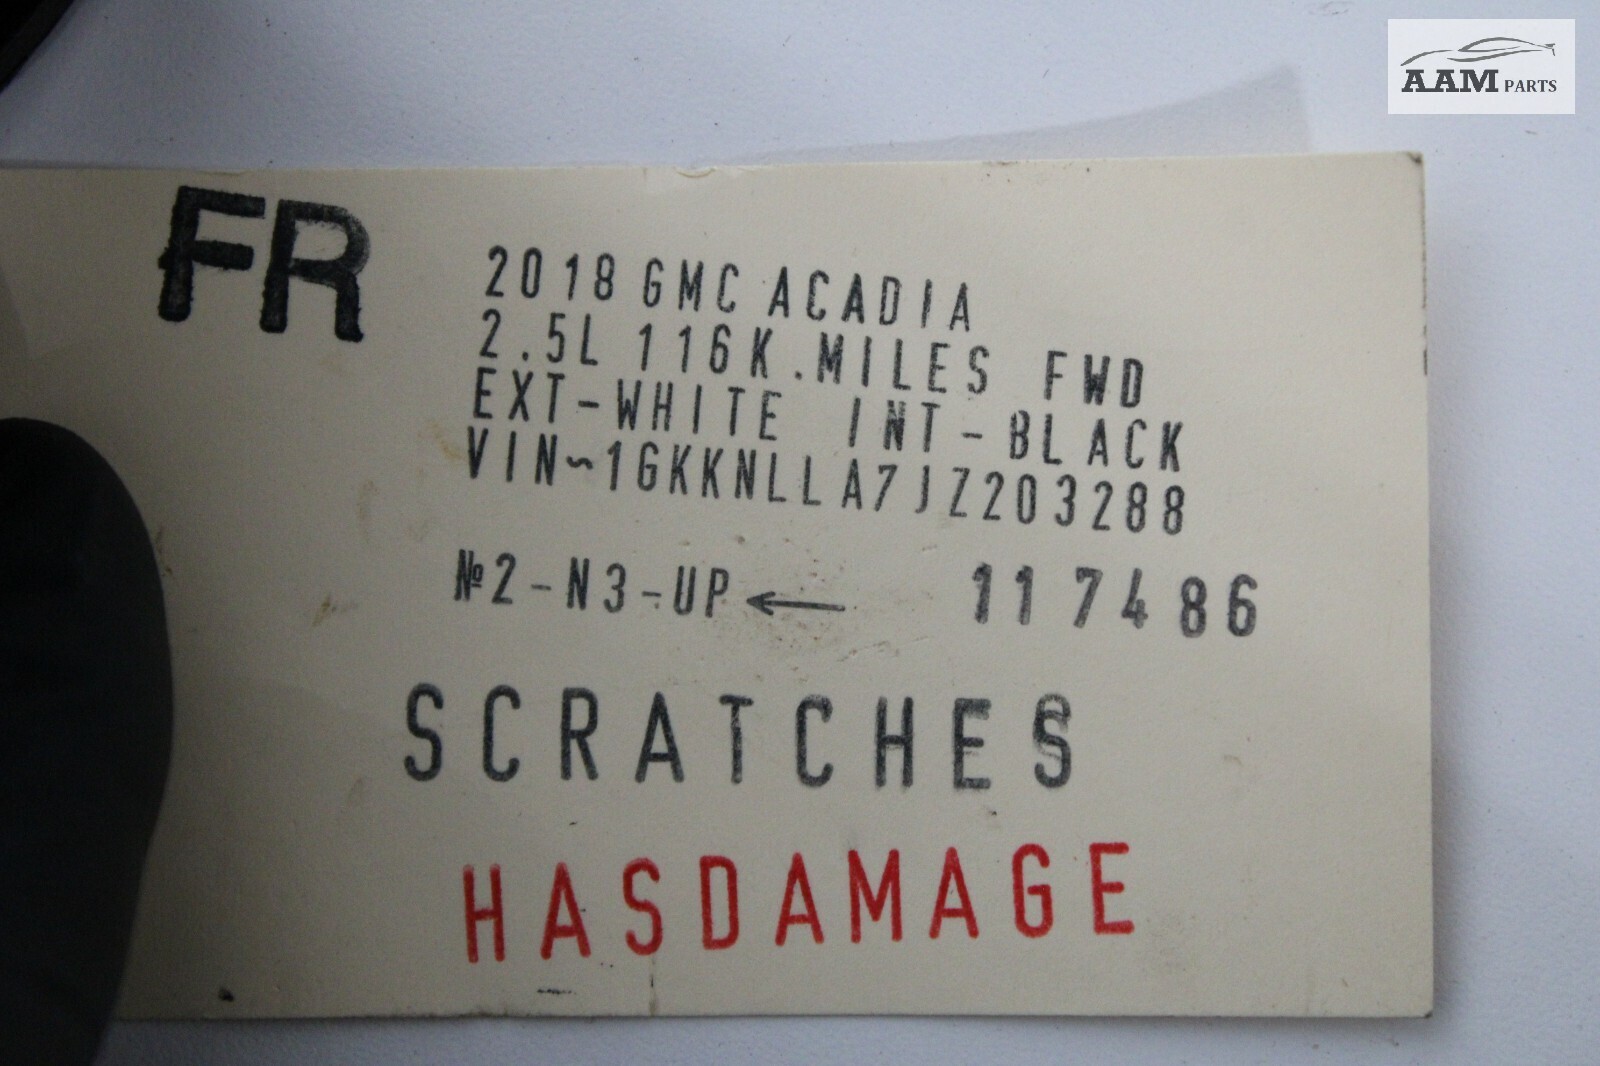 AAM PARTS
FR
2018 GMC ACADIA
2.5L 116K.MILES FWD
EXT-WHITE INT-BLACK
VIN~1GKKNLLA7JZ203288
№2-N3-UP← 117486
SCRATCHES
HASDAMAGE